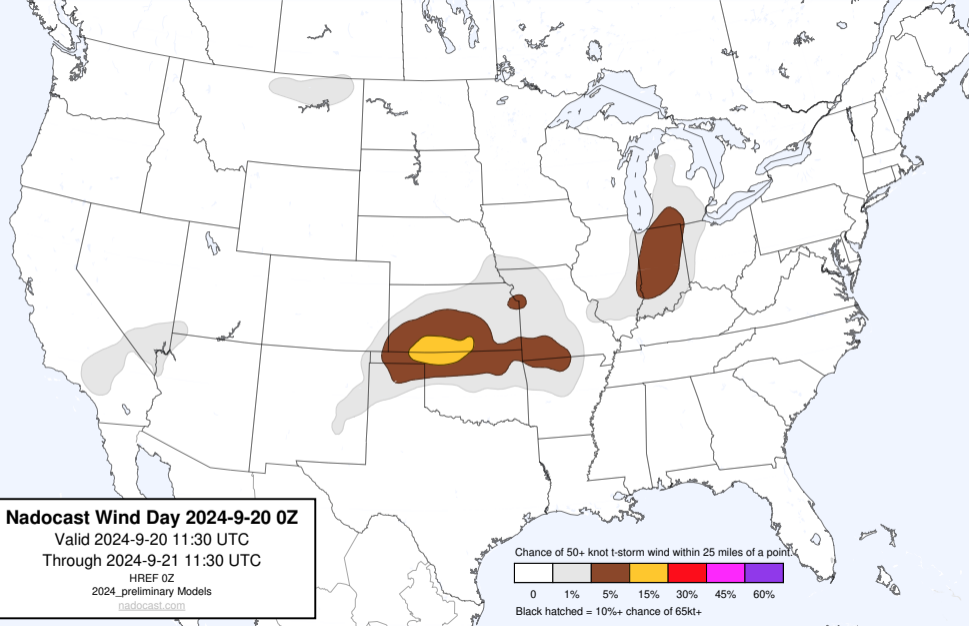 Nadocast Wind Day 2024-9-20 0Z
Valid 2024-9-20 11:30 UTC
Through 2024-9-21 11:30 UTC
HREF 0Z
2024_preliminary Models
nadocast.com
Chance of 50+ knot t-storm wind within 25 miles of a point.
0 1% 5% 15% 30% 45% 60%
Black hatched = 10%+ chance of 65kt+